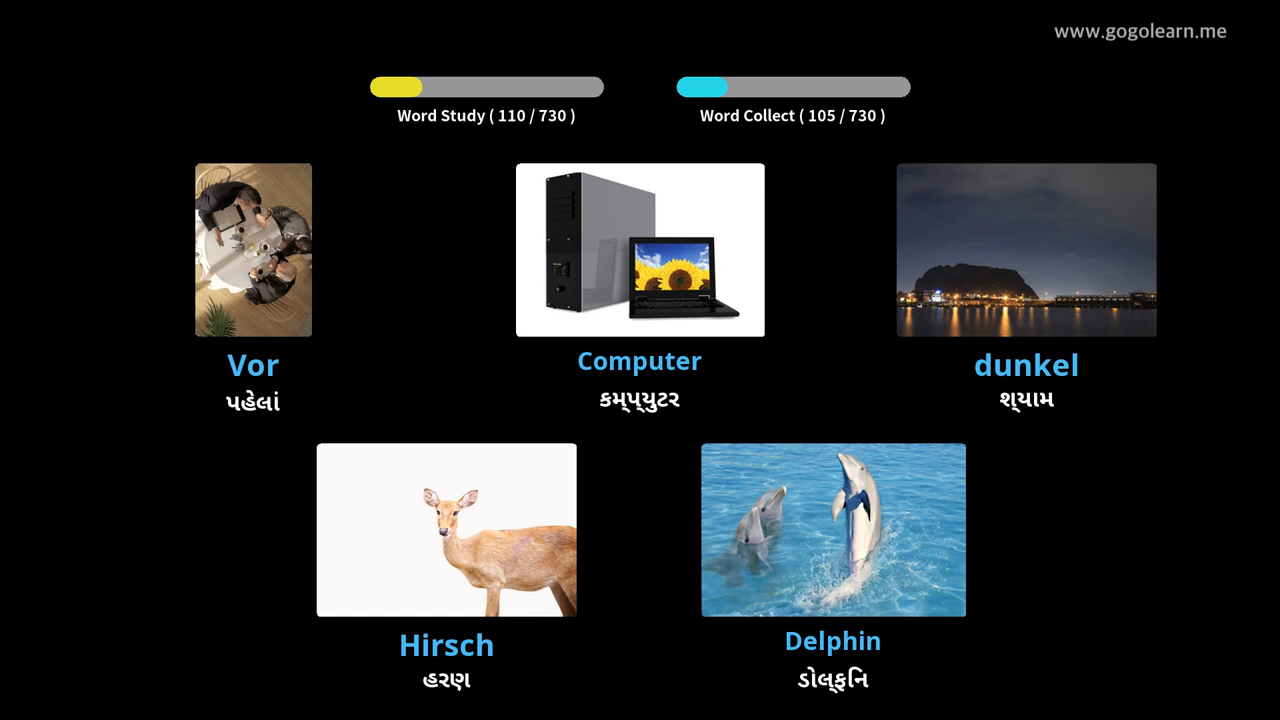 www.gogolearn.me
Word Study ( 110 / 730 )
Word Collect ( 105 / 730 )
Vor
પહેલાં
Computer
કમ્પ્યુટર
dunkel
શ્યામ
Hirsch
હરણ
Delphin
ડોલ્ફનિ